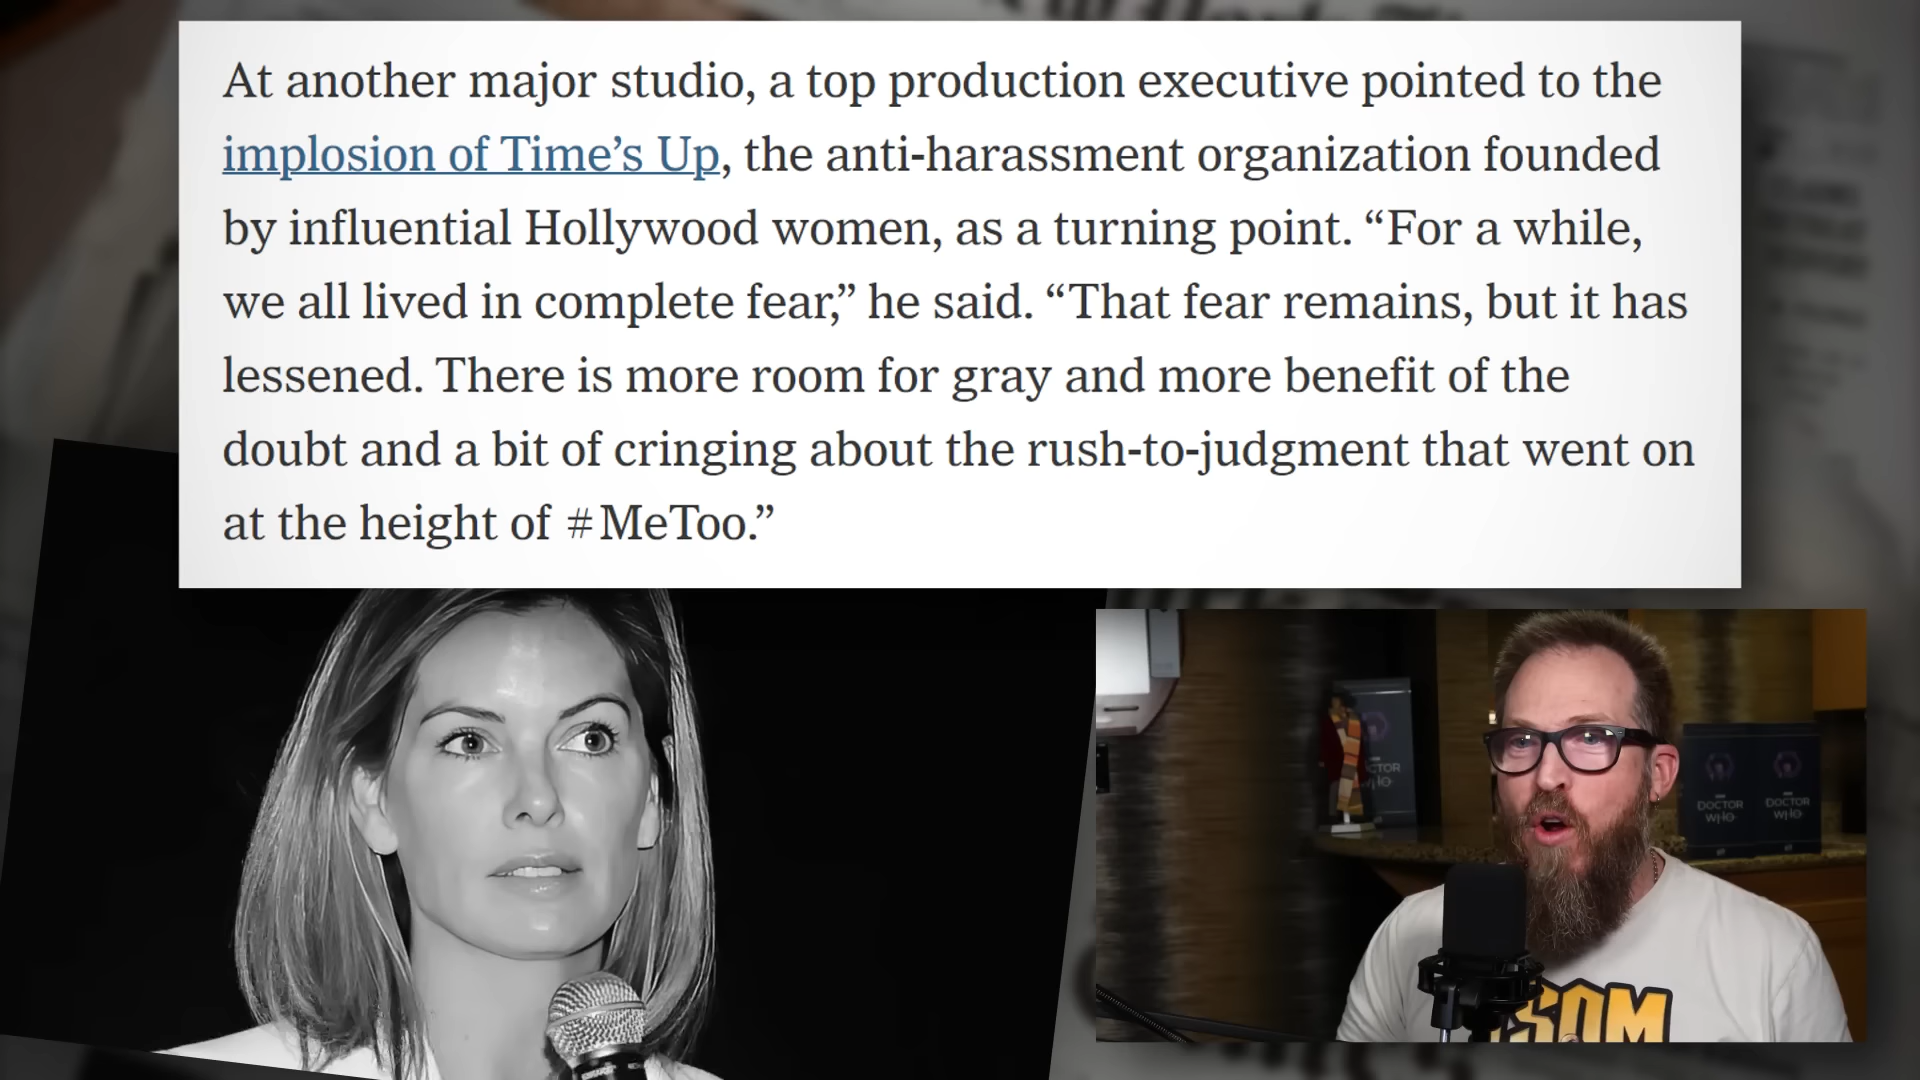 At another major studio, a top production executive pointed to the
implosion of Time’s Up, the anti-harassment organization founded
by influential Hollywood women, as a turning point. “For a while,
we all lived in complete fear,” he said. “That fear remains, but it has
lessened. There is more room for gray and more benefit of the
doubt and a bit of cringing about the rush-to-judgment that went on
at the height of #MeToo.”
DOCTOR
WHO
DOCTOR
WHO